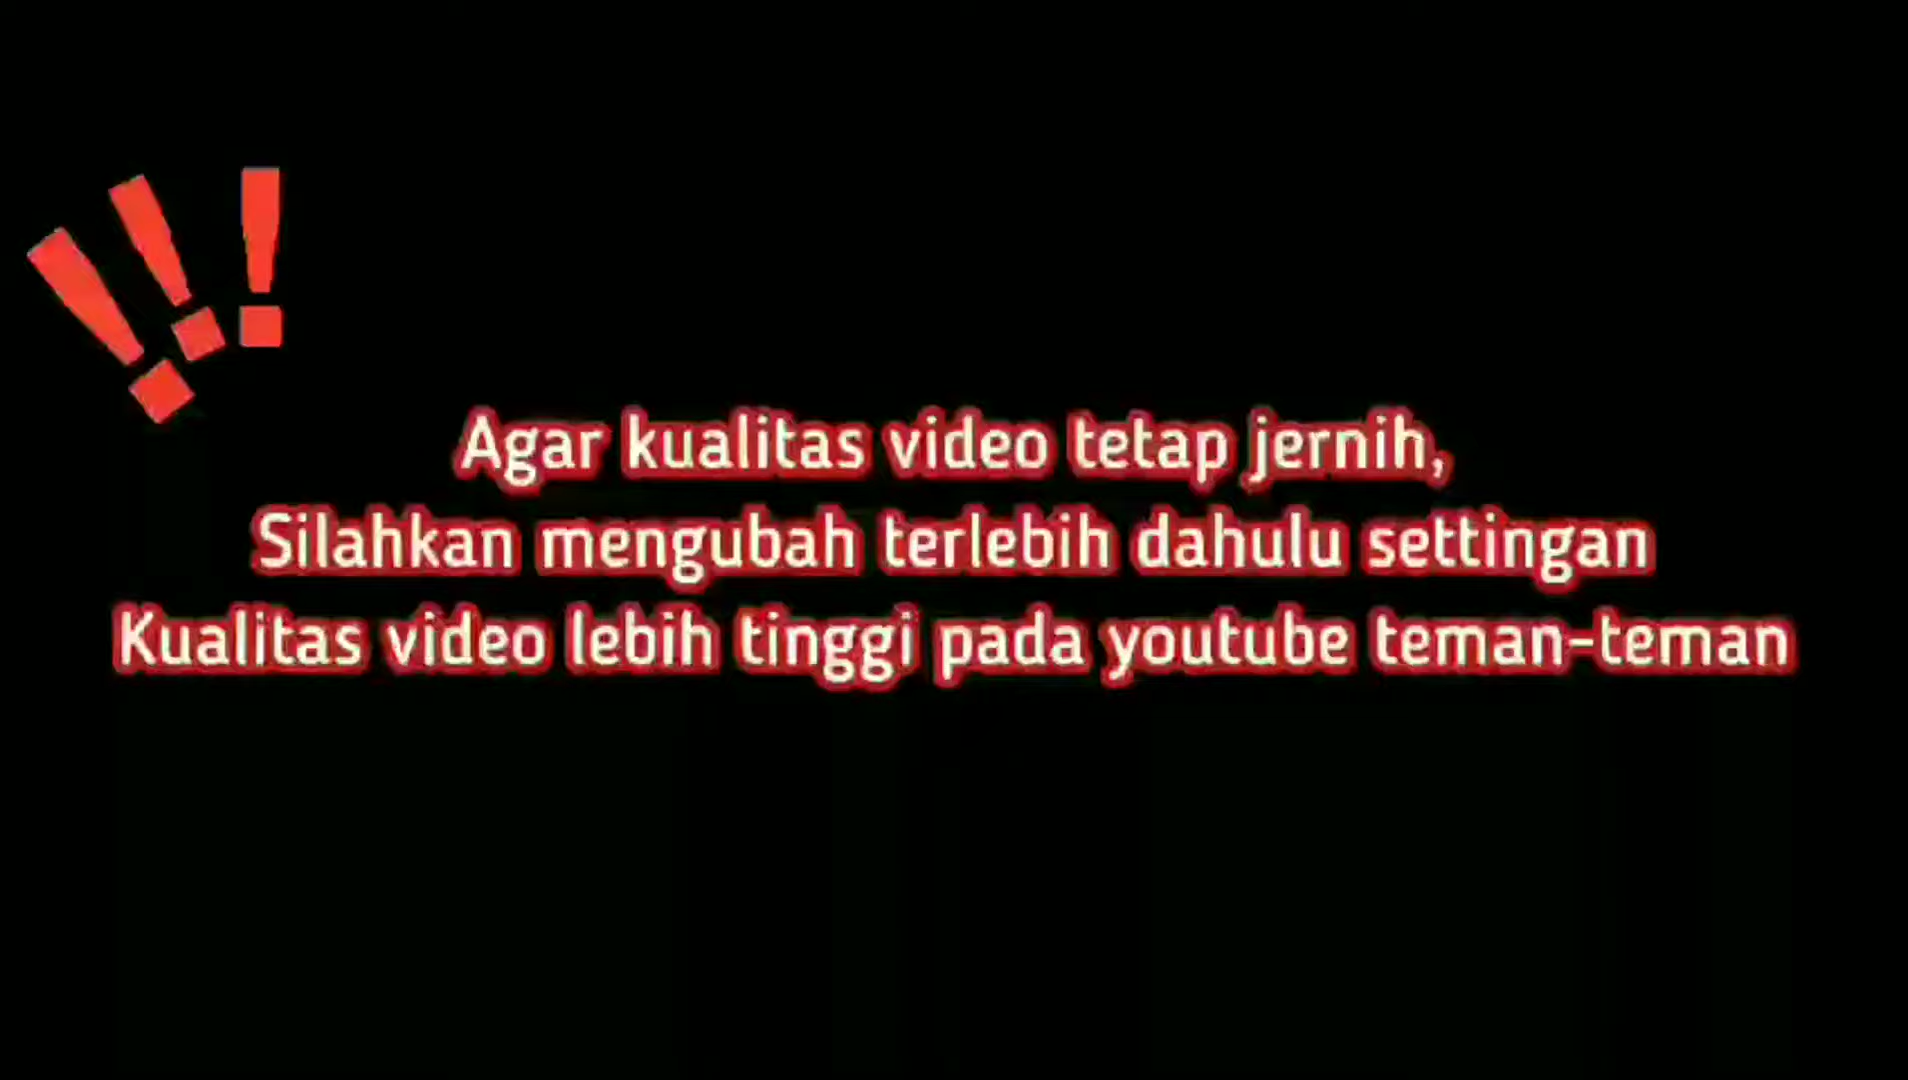 !!!
Agar kualitas video tetap jernih,
Silahkan mengubah terlebih dahulu settingan
Kualitas video lebih tinggi pada youtube teman-teman